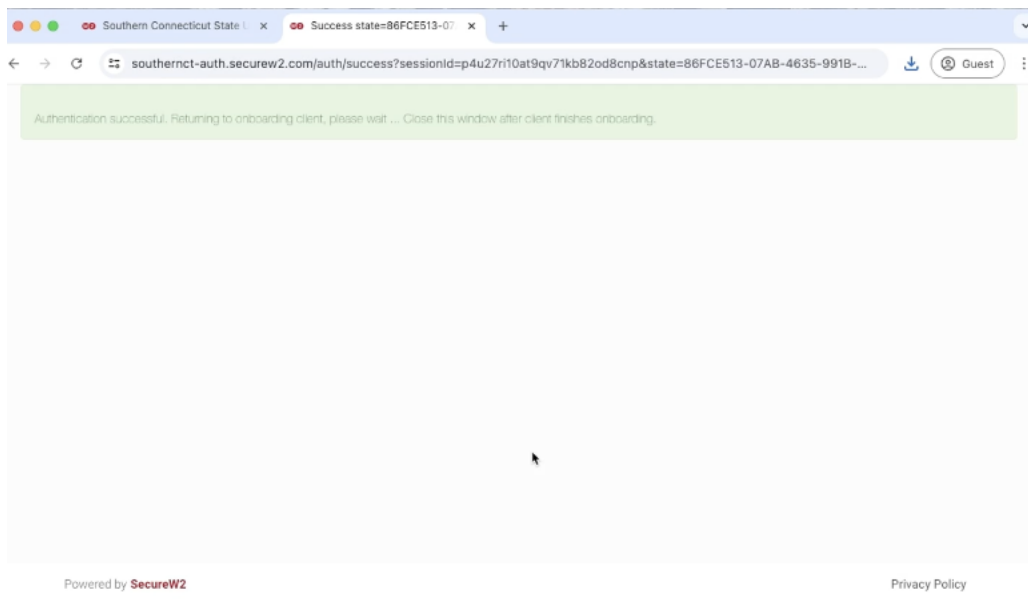 Southern Connecticut State U
Success state=86FCE513-07
southernct-auth.securew2.com/auth/success?sessionId=p4u27ri10at9qv71kb82od8cnp&state=86FCE513-07AB-4635-991B-...
Guest
Authentication successful. Returning to onboarding client, please wait ... Close this window after client finishes onboarding.
Powered by SecureW2
Privacy Policy